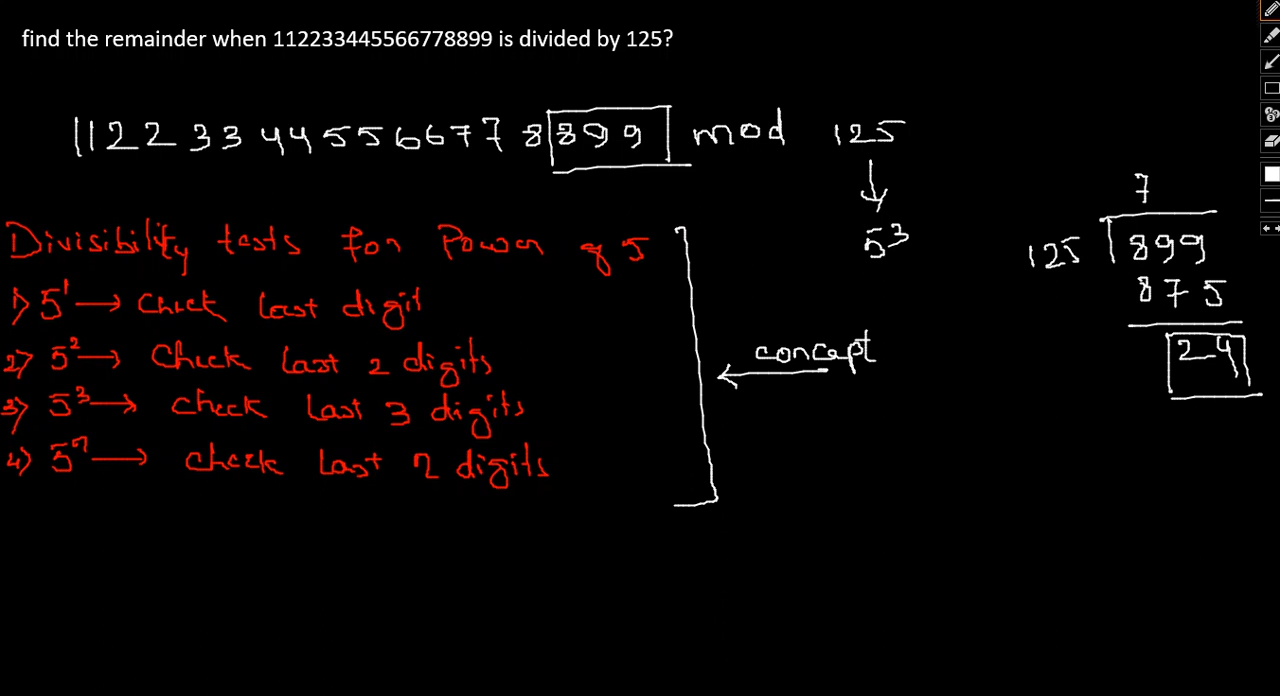 find the remainder when 112233445566778899 is divided by 125?
112233445566778899 mod 125
5³
Divisibility tests for Power of 5
1) 5¹ → check last digit
2) 5² → check last 2 digits
3) 5³ → check last 3 digits
4) 5ⁿ → check last n digits
concept
7
125 899
875
24